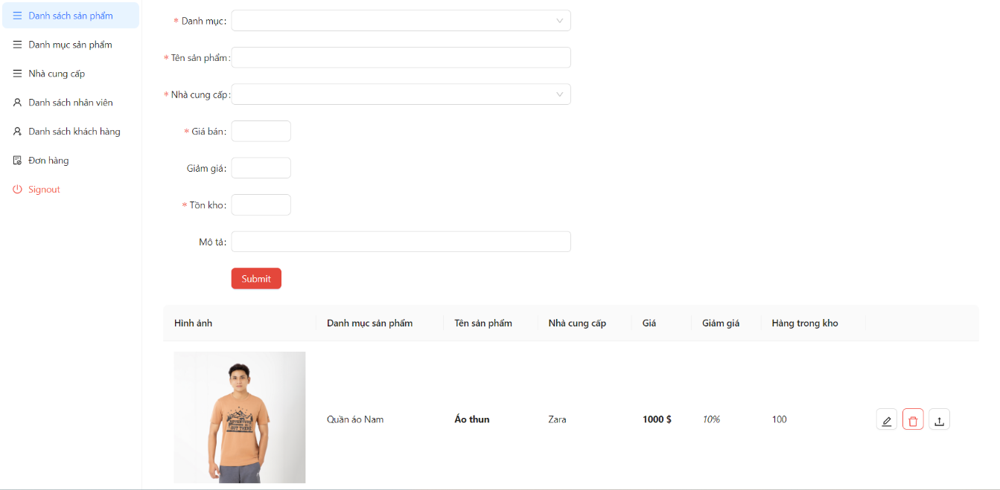 Danh sách sản phẩm
Danh mục sản phẩm
Nhà cung cấp
Danh sách nhân viên
Danh sách khách hàng
Đơn hàng
Signout
* Danh mục:
* Tên sản phẩm:
* Nhà cung cấp:
* Giá bán:
Giảm giá:
* Tồn kho:
Mô tả:
Submit
Hình ảnh Danh mục sản phẩm Tên sản phẩm Nhà cung cấp Giá Giảm giá Hàng trong kho
ADVENTURE
OUT THERE
Quần áo Nam Áo thun Zara 1000 $ 10% 100